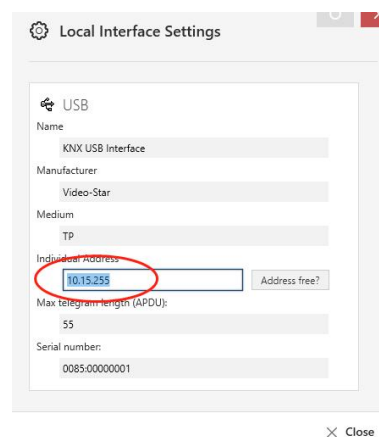 Local Interface Settings
USB
Name
KNX USB Interface
Manufacturer
Video-Star
Medium
TP
Individual Address
10.15.255
Address free?
Max telegram length (APDU):
55
Serial number:
0085:00000001
Close